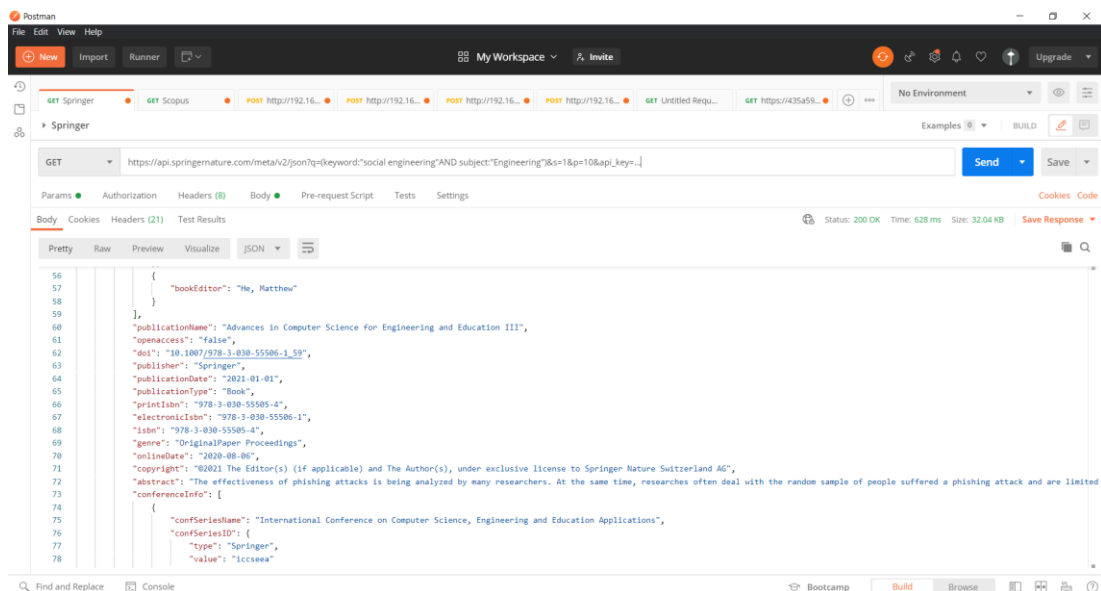 Postman
File Edit View Help
New Import Runner My Workspace Invite Upgrade
GET Springer GET Scopus POST http://192.16... POST http://192.16... POST http://192.16... POST http://192.16... GET Untitled Requ... GET https://435a59... No Environment
Springer Examples 0 BUILD
GET https://api.springernature.com/meta/v2/json?q=(keyword:"social engineering"AND subject:"Engineering")&s=1&p=10&api_key=... Send Save
Params Authorization Headers (8) Body Pre-request Script Tests Settings Cookies Code
Body Cookies Headers (21) Test Results Status: 200 OK Time: 628 ms Size: 32.04 KB Save Response
Pretty Raw Preview Visualize JSON
56 {
57 "bookEditor": "He, Matthew"
58 }
59 ],
60 "publicationName": "Advances in Computer Science for Engineering and Education III",
61 "openaccess": "false",
62 "doi": "10.1007/978-3-030-55506-1_59",
63 "publisher": "Springer",
64 "publicationDate": "2021-01-01",
65 "publicationType": "Book",
66 "printIsbn": "978-3-030-55505-4",
67 "electronicIsbn": "978-3-030-55506-1",
68 "isbn": "978-3-030-55505-4",
69 "genre": "OriginalPaper Proceedings",
70 "onlineDate": "2020-08-06",
71 "copyright": "©2021 The Editor(s) (if applicable) and The Author(s), under exclusive license to Springer Nature Switzerland AG",
72 "abstract": "The effectiveness of phishing attacks is being analyzed by many researchers. At the same time, researches often deal with the random sample of people suffered a phishing attack and are limited
73 "conferenceInfo": [
74 {
75 "confSeriesName": "International Conference on Computer Science, Engineering and Education Applications",
76 "confSeriesID": {
77 "type": "Springer",
78 "value": "iccseea"
Find and Replace Console Bootcamp Build Browse